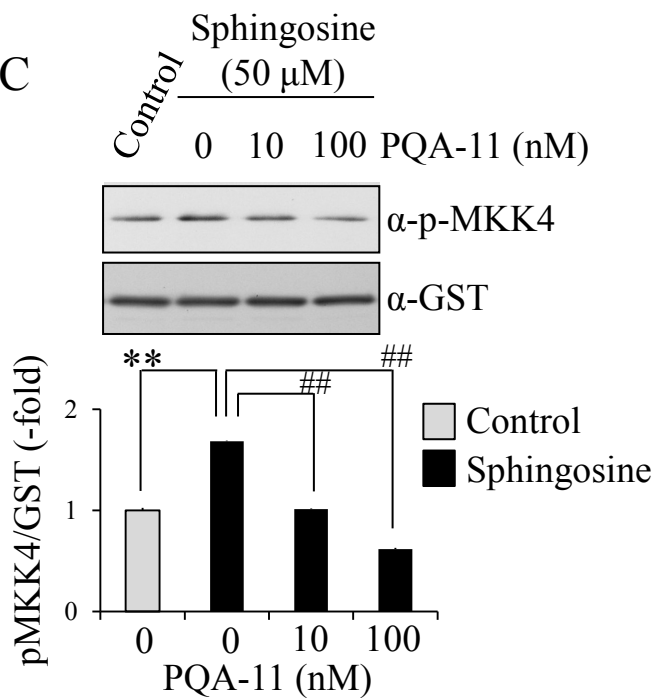 C
Sphingosine
(50 μM)
Control
0 10 100 PQA-11 (nM)
α-p-MKK4
α-GST
** ##
##
pMKK4/GST (-fold)
2
1
0
Control
Sphingosine
0 0 10 100
PQA-11 (nM)